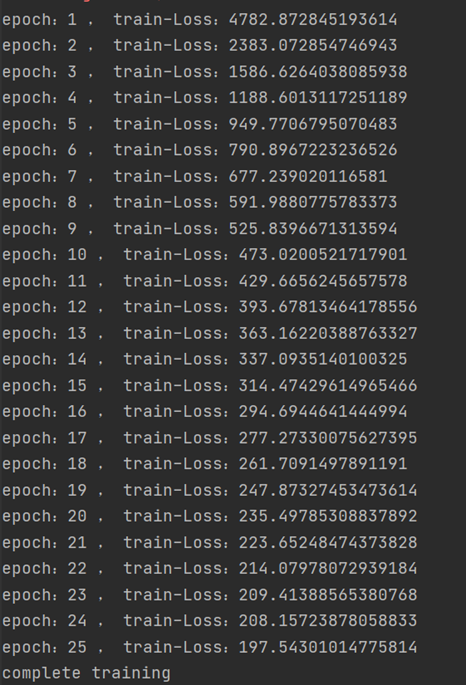 epoch：1 ， train-Loss：4782.872845193614
epoch：2 ， train-Loss：2383.072854746943
epoch：3 ， train-Loss：1586.6264038085938
epoch：4 ， train-Loss：1188.6013117251189
epoch：5 ， train-Loss：949.7706795070483
epoch：6 ， train-Loss：790.8967223236526
epoch：7 ， train-Loss：677.239020116581
epoch：8 ， train-Loss：591.9880775783373
epoch：9 ， train-Loss：525.8396671313594
epoch：10 ， train-Loss：473.0200521717901
epoch：11 ， train-Loss：429.6656245657578
epoch：12 ， train-Loss：393.67813464178556
epoch：13 ， train-Loss：363.16220388763327
epoch：14 ， train-Loss：337.0935140100325
epoch：15 ， train-Loss：314.47429614965466
epoch：16 ， train-Loss：294.6944641444994
epoch：17 ， train-Loss：277.27330075627395
epoch：18 ， train-Loss：261.7091497891191
epoch：19 ， train-Loss：247.87327453473614
epoch：20 ， train-Loss：235.49785308837892
epoch：21 ， train-Loss：223.65248474373828
epoch：22 ， train-Loss：214.07978072939184
epoch：23 ， train-Loss：209.41388565380768
epoch：24 ， train-Loss：208.15723878058833
epoch：25 ， train-Loss：197.54301014775814
complete training